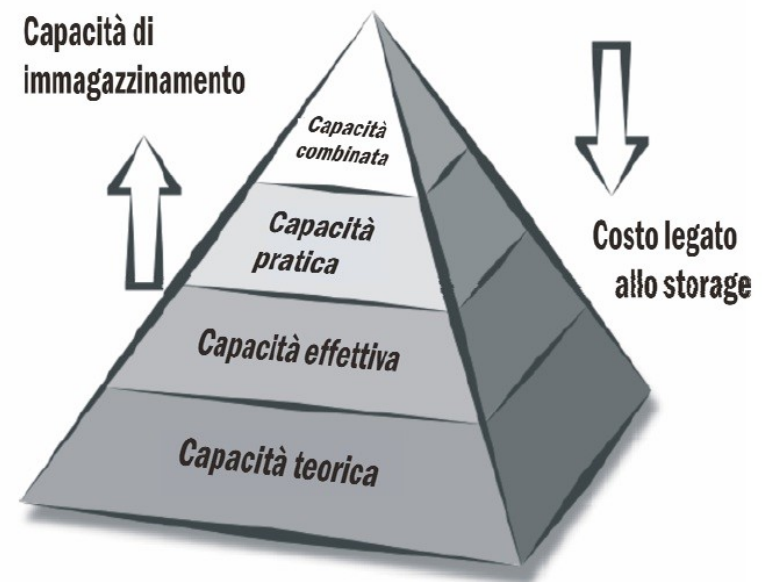 Capacità di
immagazzinamento
Capacità
combinata
Capacità
pratica
Costo legato
allo storage
Capacità effettiva
Capacità teorica